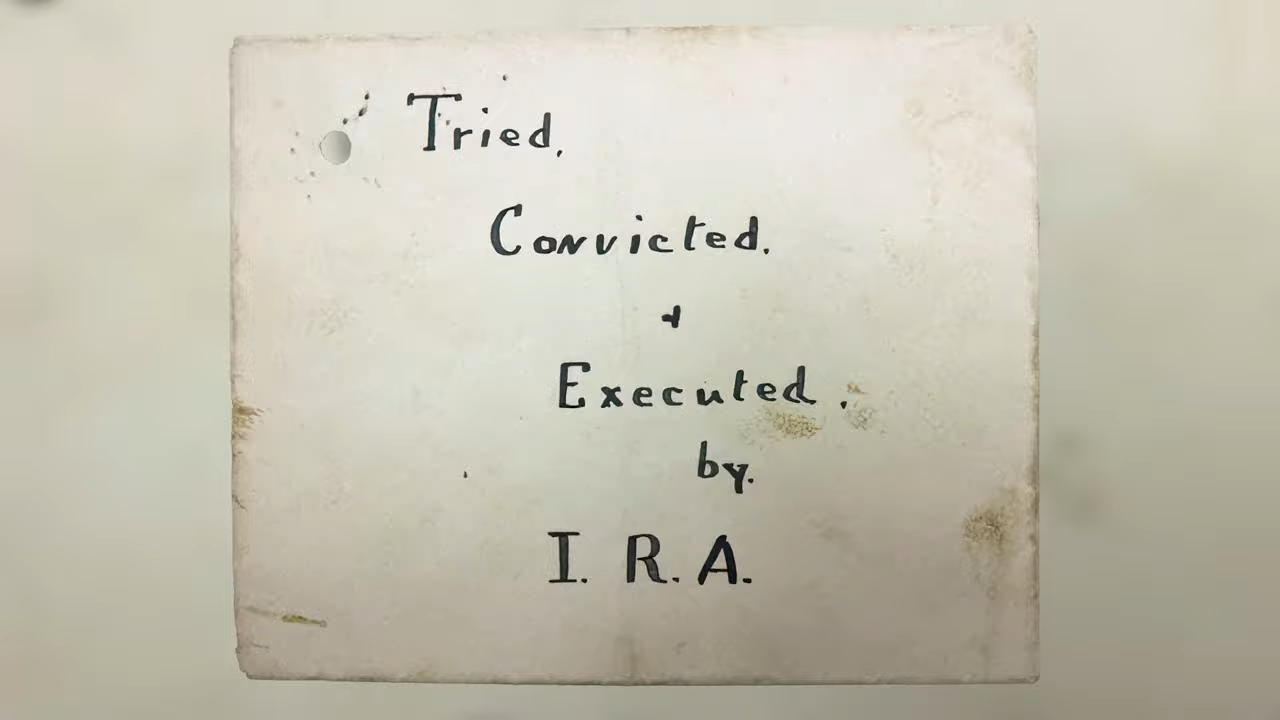 Tried,
Convicted.
+
Executed.
by.
I. R. A.